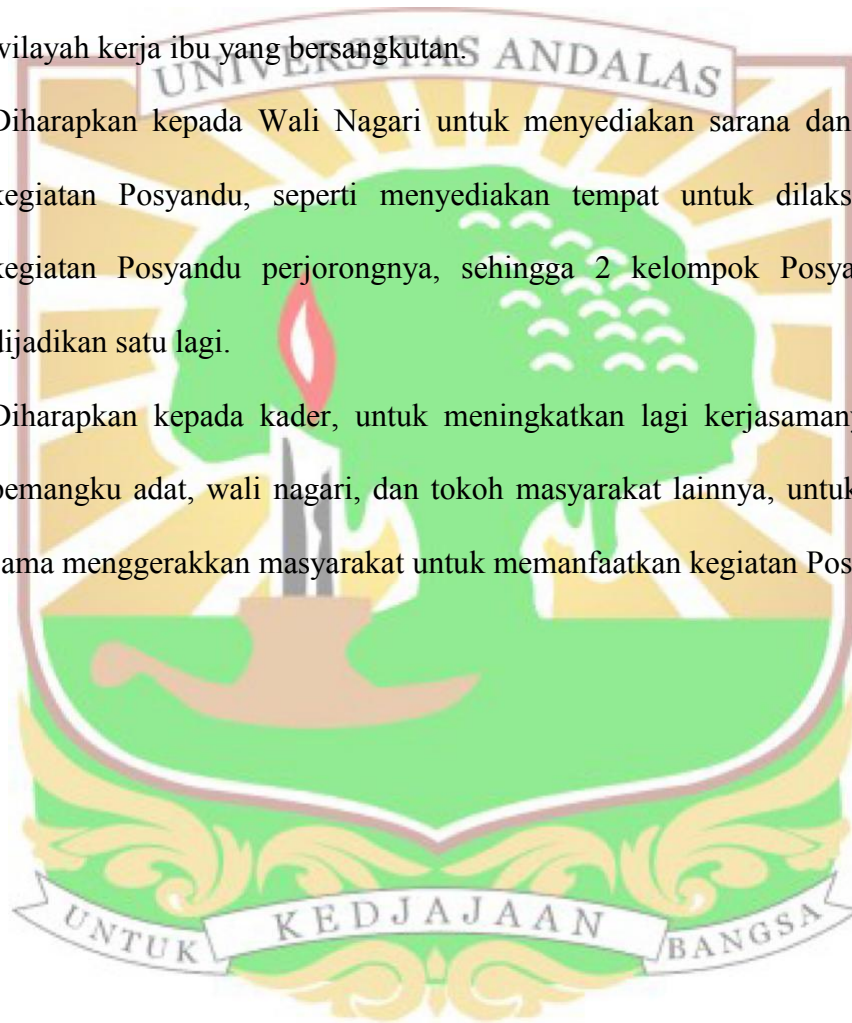 wilayah kerja ibu yang bersangkutan.
UNIVERSITAS ANDALAS
Diharapkan kepada Wali Nagari untuk menyediakan sarana dan
kegiatan Posyandu, seperti menyediakan tempat untuk dilaks
kegiatan Posyandu perjorongnya, sehingga 2 kelompok Posya
dijadikan satu lagi.
Diharapkan kepada kader, untuk meningkatkan lagi kerjasamany
pemangku adat, wali nagari, dan tokoh masyarakat lainnya, untuk
sama menggerakkan masyarakat untuk memanfaatkan kegiatan Pos
UNTUK KEDJAJAAN BANGSA